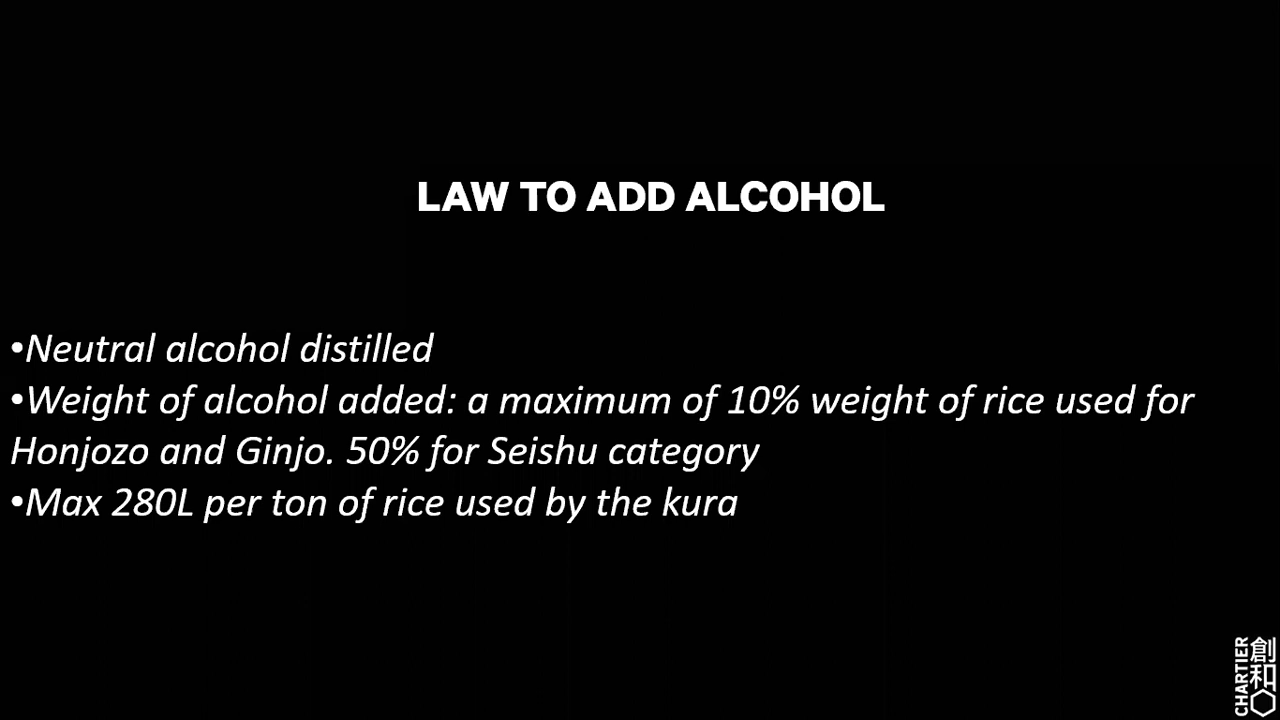 LAW TO ADD ALCOHOL
•Neutral alcohol distilled
•Weight of alcohol added: a maximum of 10% weight of rice used for
Honjozo and Ginjo. 50% for Seishu category
•Max 280L per ton of rice used by the kura
CHARTIER
創和